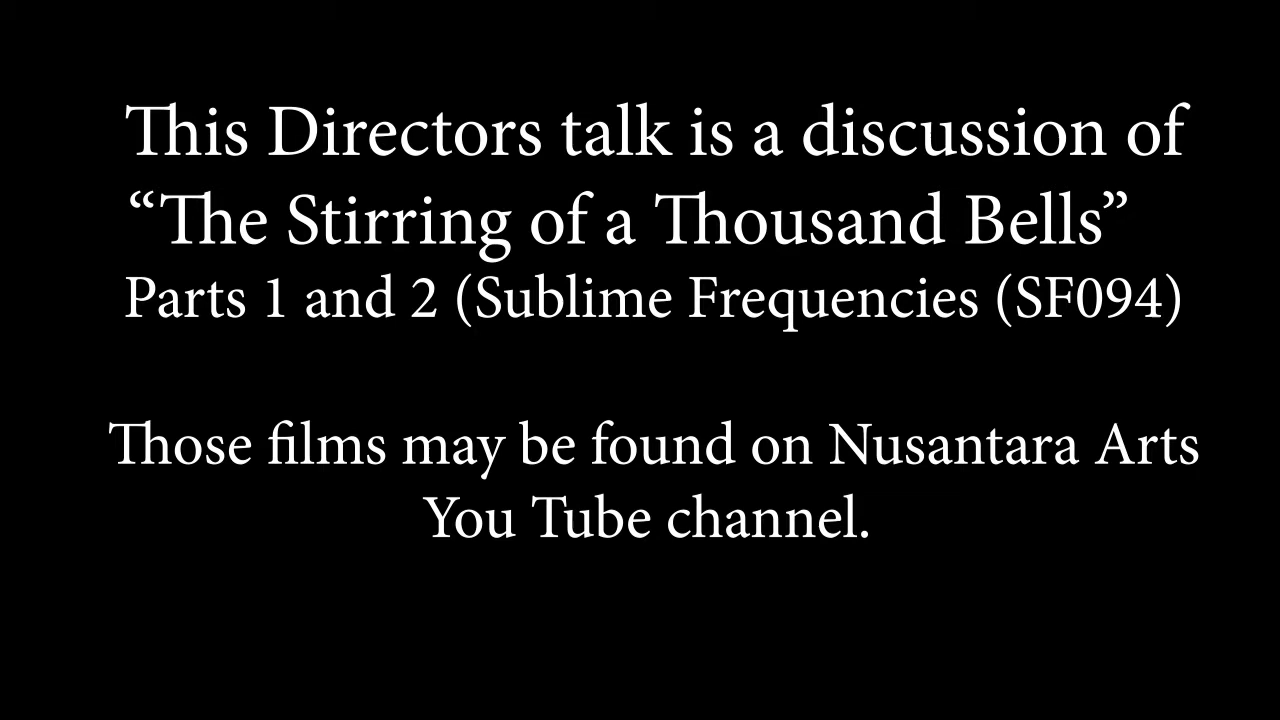 This Directors talk is a discussion of
“The Stirring of a Thousand Bells”
Parts 1 and 2 (Sublime Frequencies (SF094)
Those films may be found on Nusantara Arts
You Tube channel.